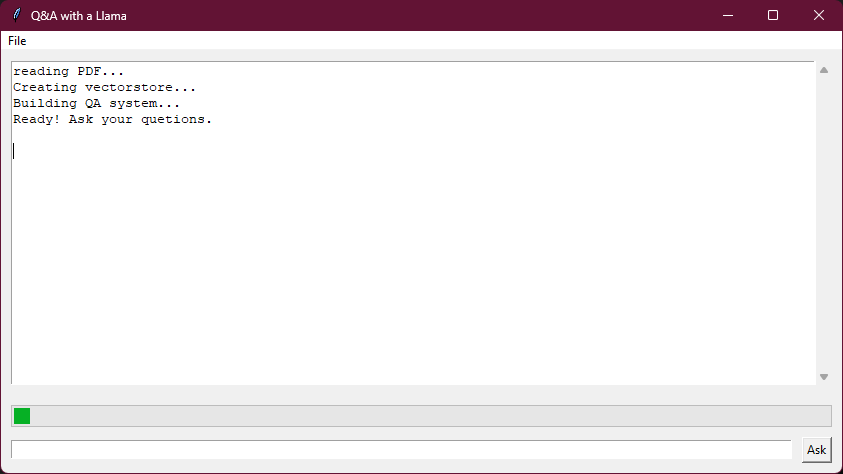 Q&A with a Llama
File
reading PDF...
Creating vectorstore...
Building QA system...
Ready! Ask your quetions.
Ask